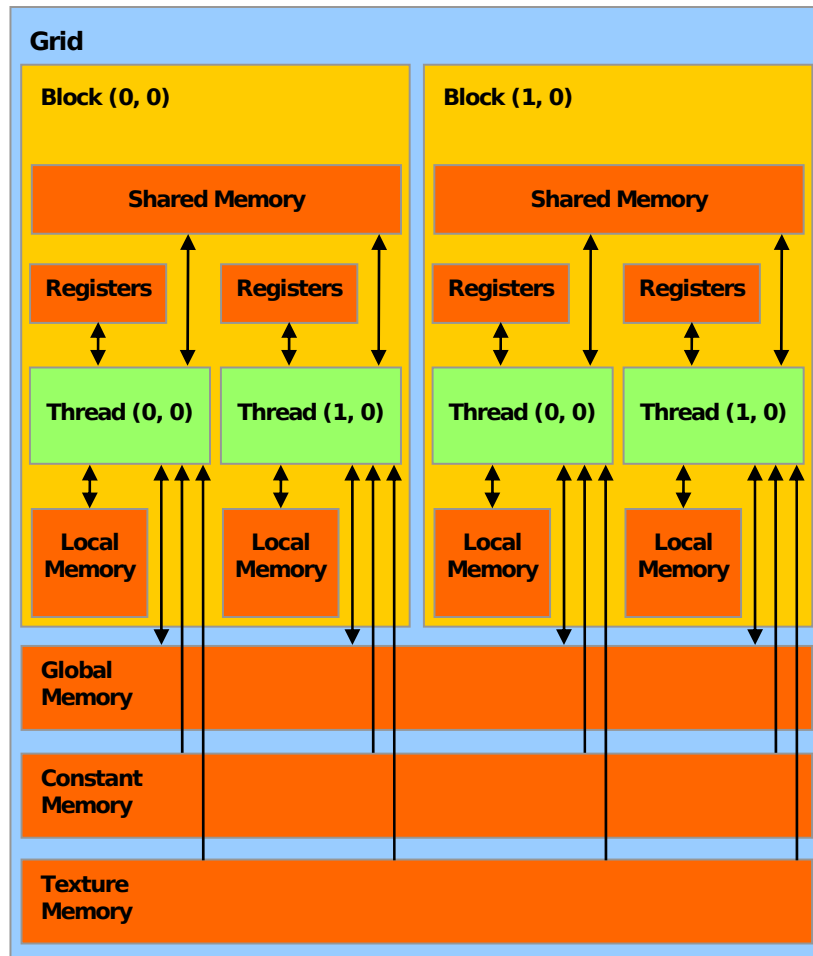 Grid
Block (0, 0)
Block (1, 0)
Shared Memory
Shared Memory
Registers
Registers
Registers
Registers
Thread (0, 0)
Thread (1, 0)
Thread (0, 0)
Thread (1, 0)
Local
Memory
Local
Memory
Local
Memory
Local
Memory
Global
Memory
Constant
Memory
Texture
Memory